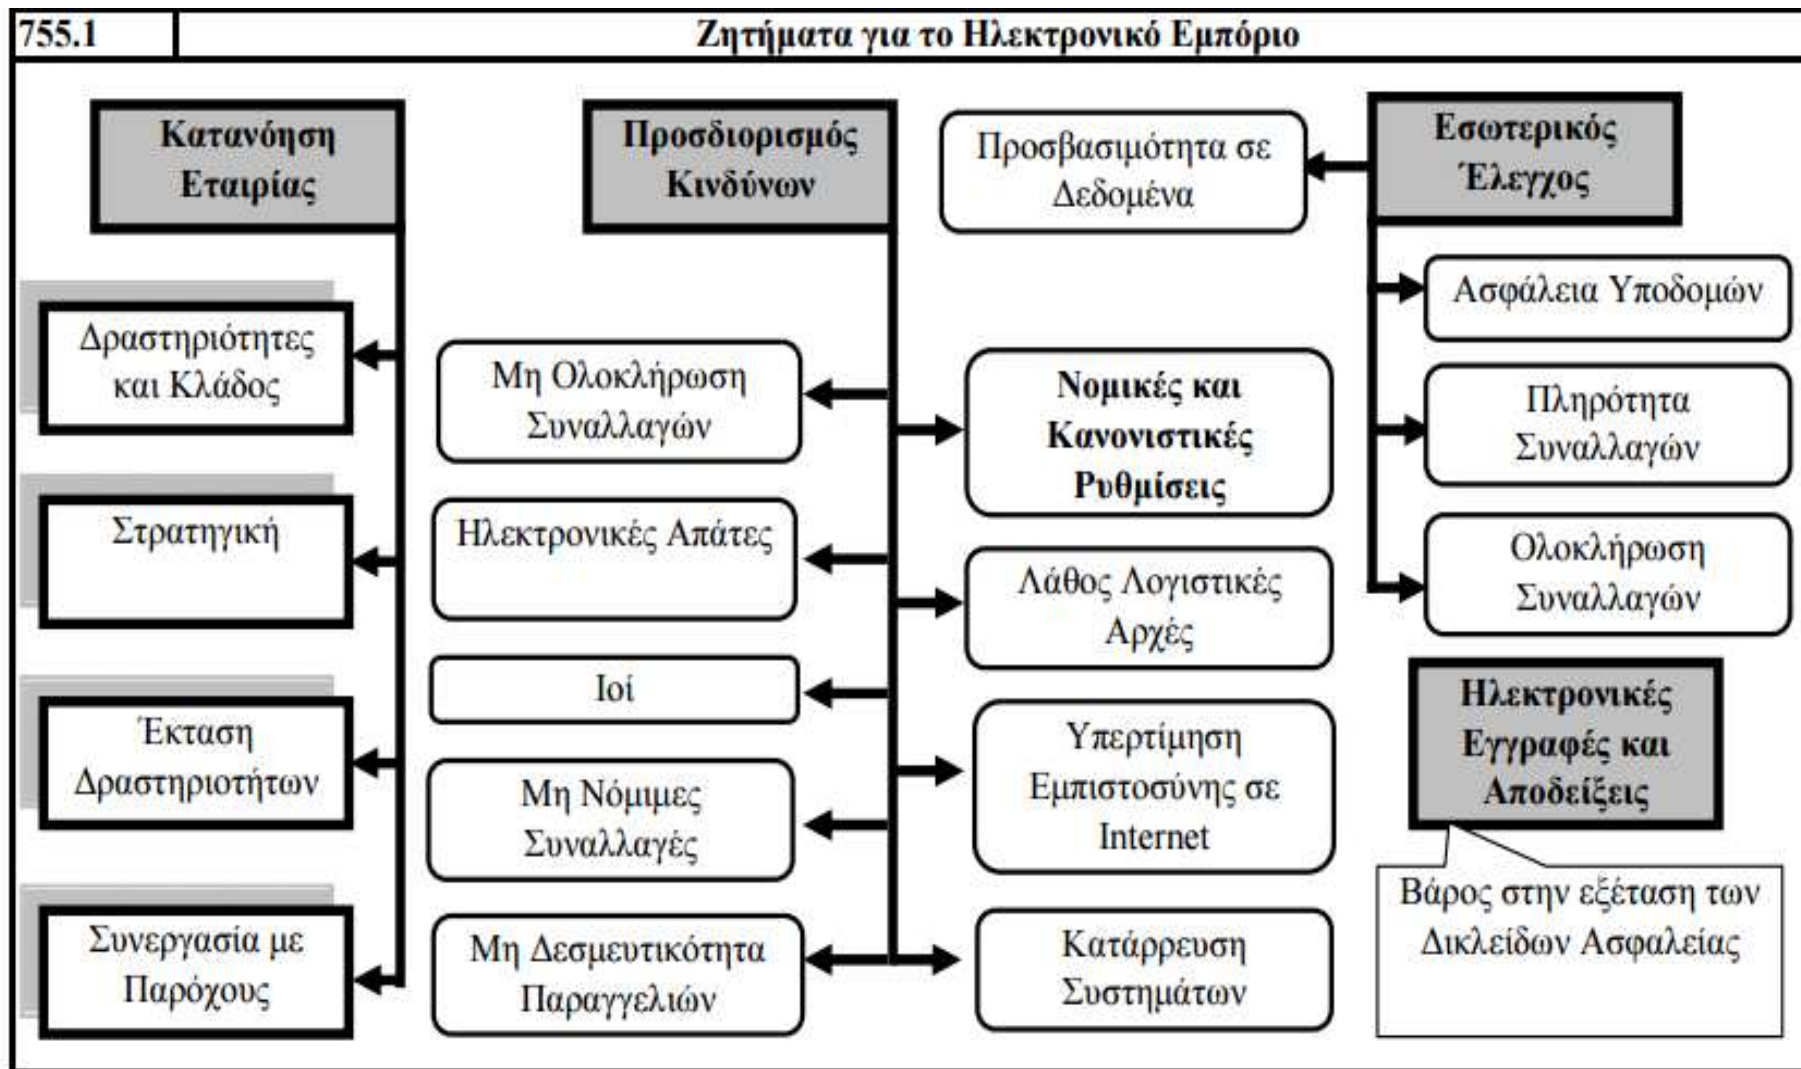 755.1
Ζητήματα για το Ηλεκτρονικό Εμπόριο
Κατανόηση
Εταιρίας
Δραστηριότητες
και Κλάδος
Στρατηγική
Έκταση
Δραστηριοτήτων
Συνεργασία με
Παρόχους
Προσδιορισμός
Κινδύνων
Μη Ολοκλήρωση
Συναλλαγών
Ηλεκτρονικές Απάτες
Ιοί
Μη Νόμιμες
Συναλλαγές
Μη Δεσμευτικότητα
Παραγγελιών
Νομικές και
Κανονιστικές
Ρυθμίσεις
Λάθος Λογιστικές
Αρχές
Υπερτίμηση
Εμπιστοσύνης σε
Internet
Κατάρρευση
Συστημάτων
Εσωτερικός
Έλεγχος
Προσβασιμότητα σε
Δεδομένα
Ασφάλεια Υποδομών
Πληρότητα
Συναλλαγών
Ολοκλήρωση
Συναλλαγών
Ηλεκτρονικές
Εγγραφές και
Αποδείξεις
Βάρος στην εξέταση των
Δικλείδων Ασφαλείας